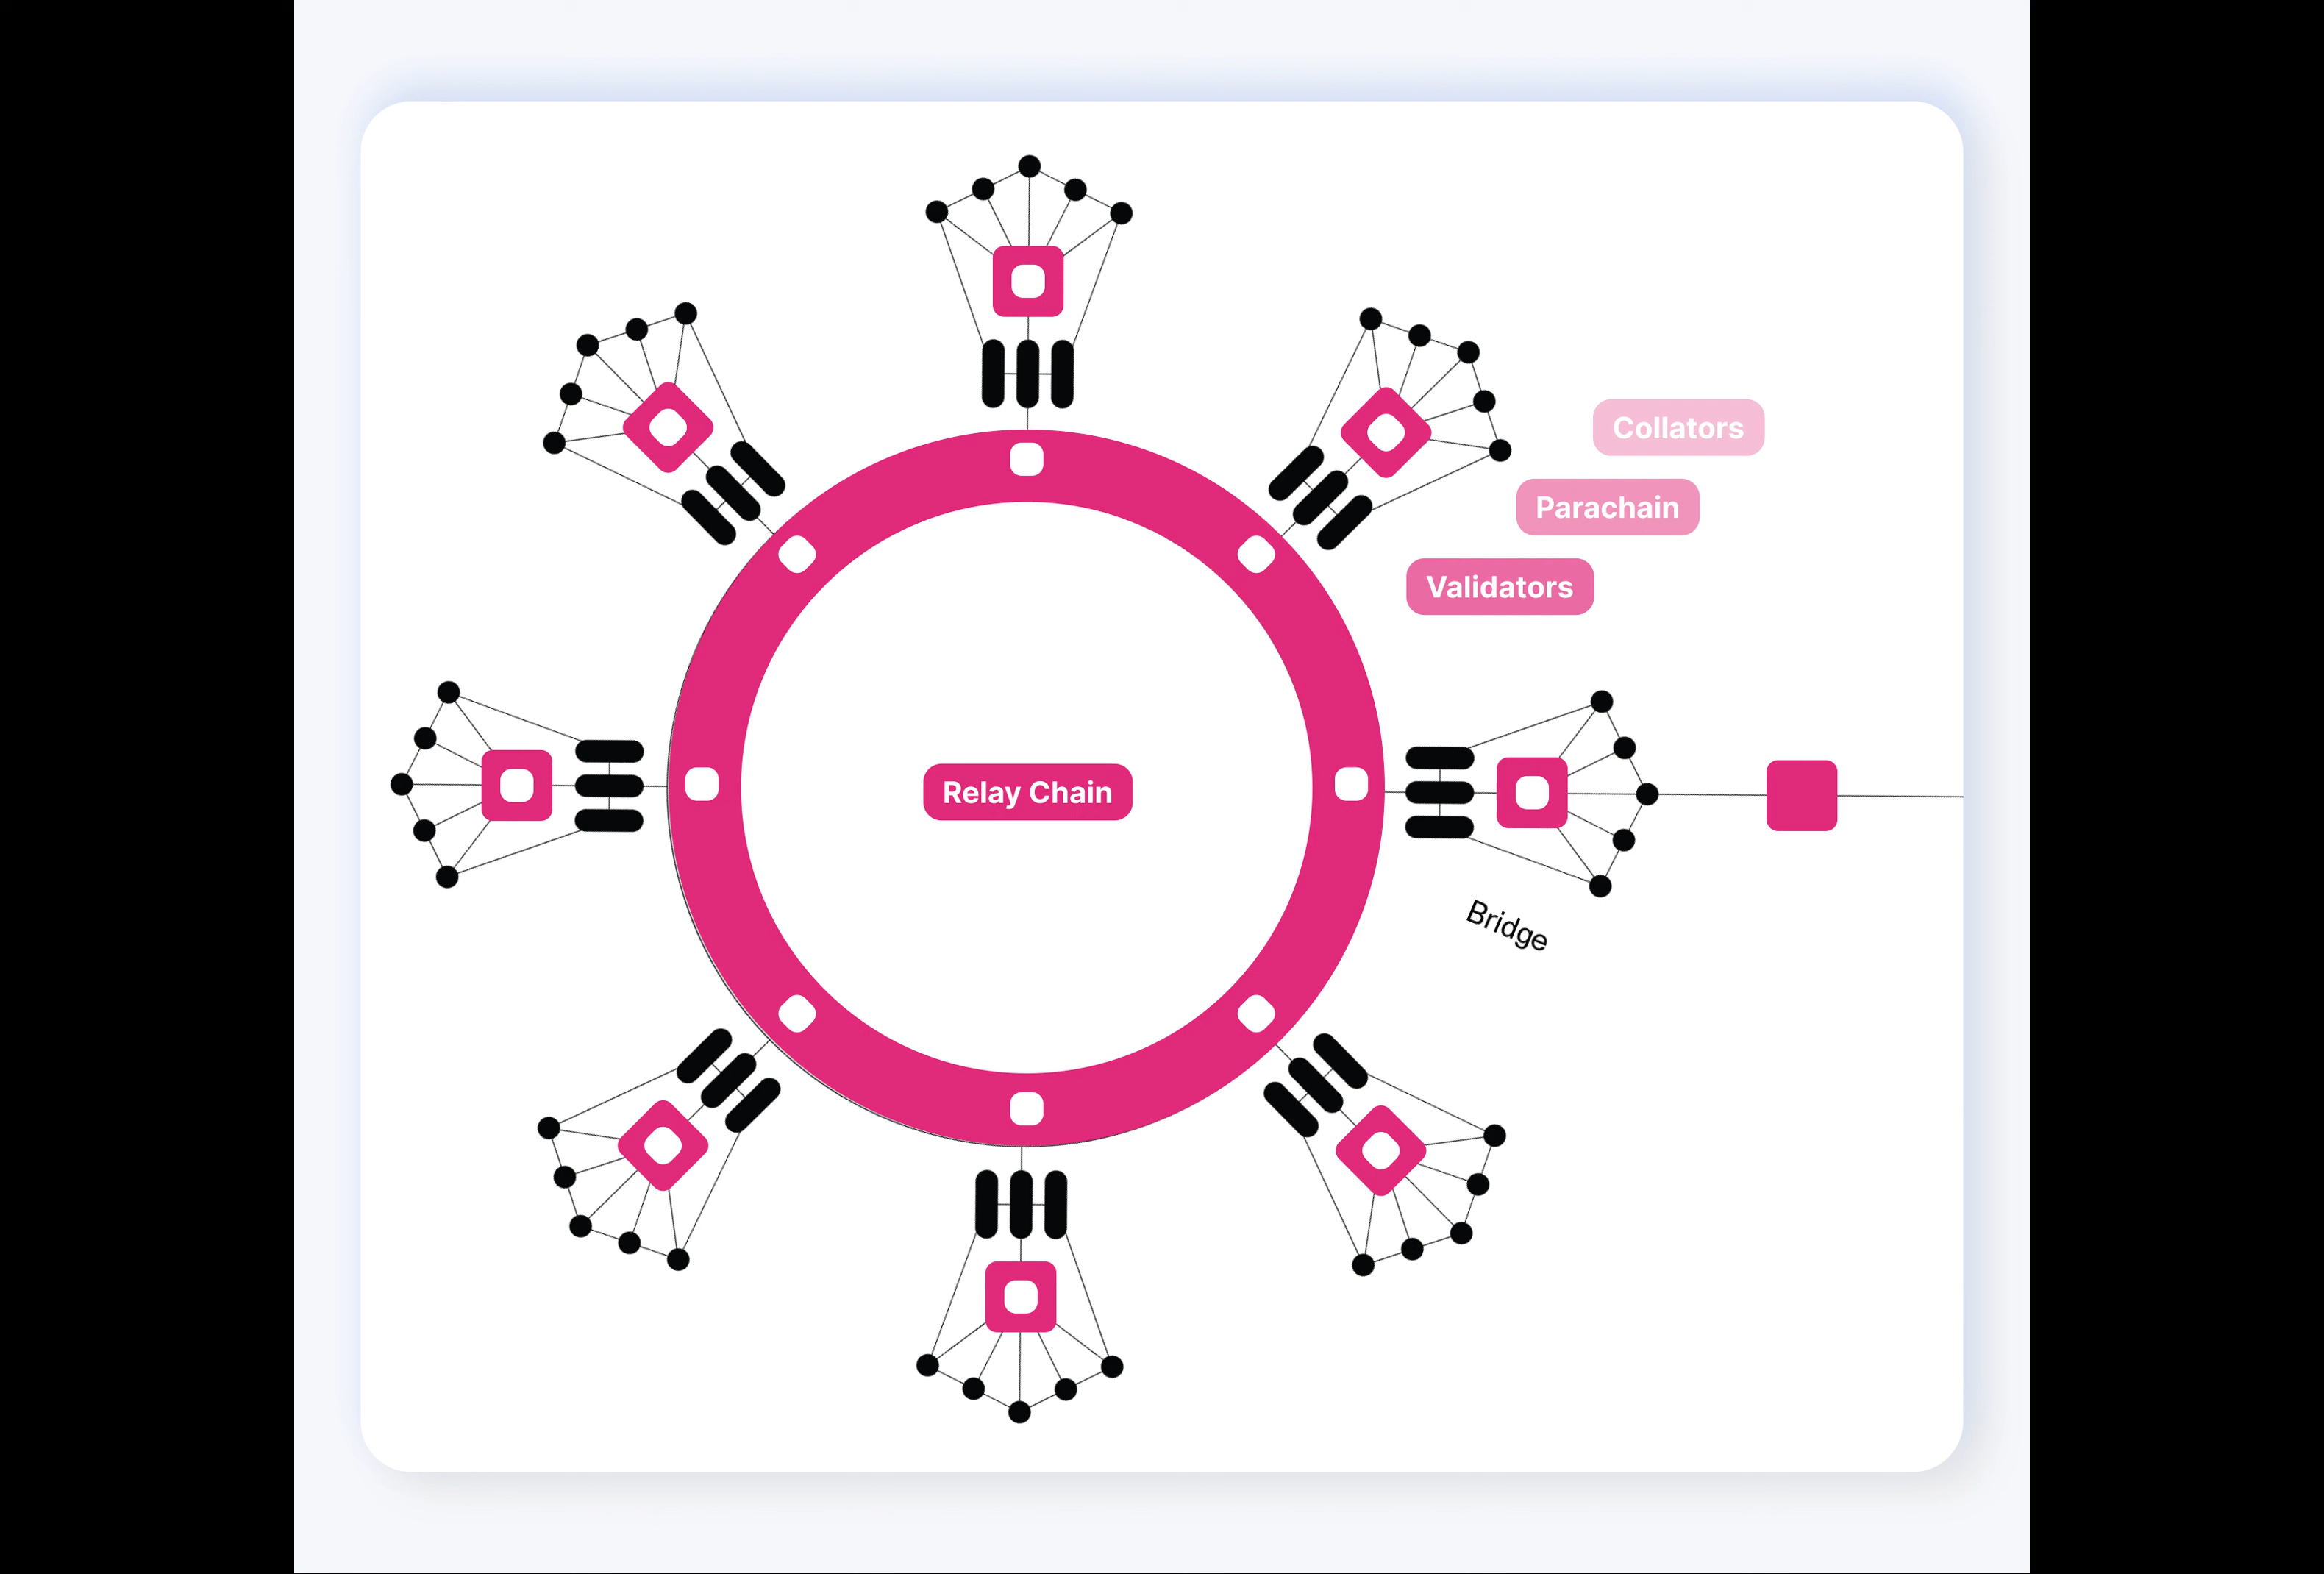 Collators
Parachain
Validators
Relay Chain
Bridge